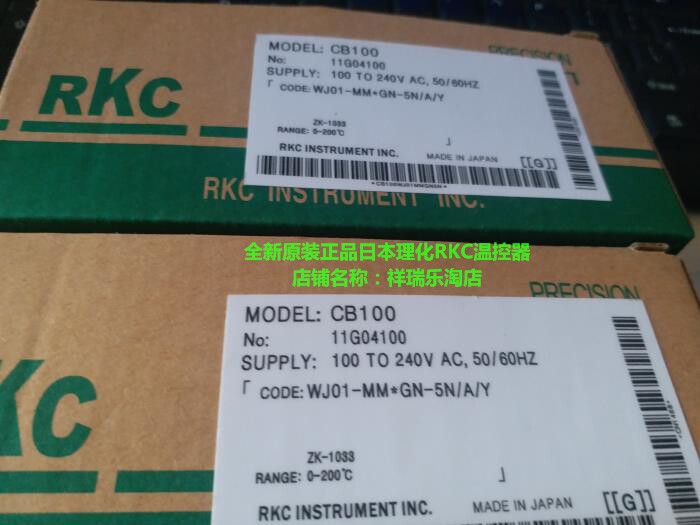 RKC
PRECISION
MODEL: CB100
No: 11G04100
SUPPLY: 100 TO 240V AC, 50/60HZ
「 CODE: WJ01-MM*GN-5N/A/Y
ZK-1033
RANGE: 0-200℃ 」
RKC INSTRUMENT INC. MADE IN JAPAN [[G]]
*CB100WJ01MMGN5N*
RKC INSTRUMENT INC.
全新原装正品日本理化RKC温控器
店铺名称：祥瑞乐淘店
PRECISION
MODEL: CB100
No: 11G04100
SUPPLY: 100 TO 240V AC, 50/60HZ
「 CODE: WJ01-MM*GN-5N/A/Y
ZK-1033
RANGE: 0-200℃ 」
RKC INSTRUMENT INC. MADE IN JAPAN [[G]]
KC